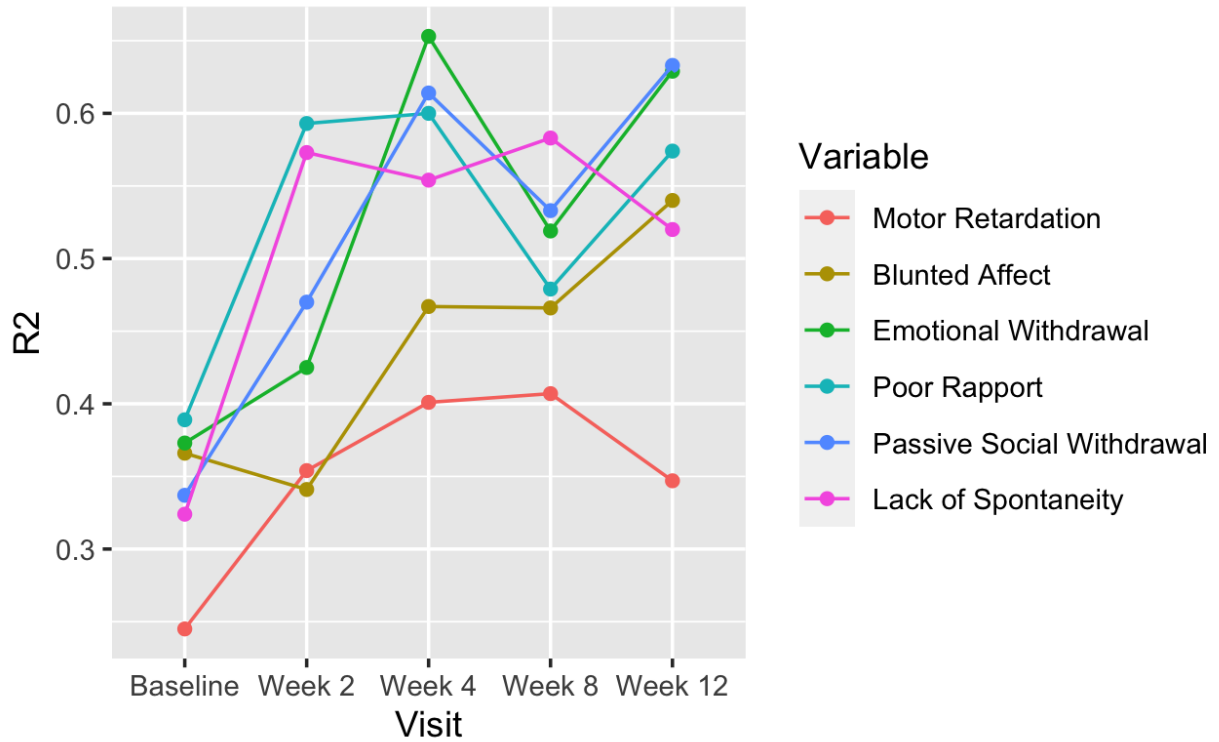 R2
0.6
0.5
0.4
0.3
Baseline Week 2 Week 4 Week 8 Week 12
Visit
Variable
Motor Retardation
Blunted Affect
Emotional Withdrawal
Poor Rapport
Passive Social Withdrawal
Lack of Spontaneity